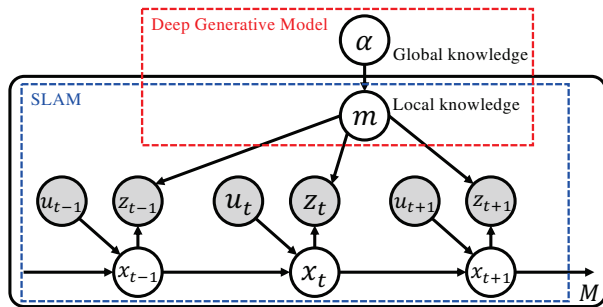 Deep Generative Model
α
Global knowledge
SLAM
m
Local knowledge
u_{t-1} z_{t-1} u_t z_t u_{t+1} z_{t+1}
x_{t-1} x_t x_{t+1}
M